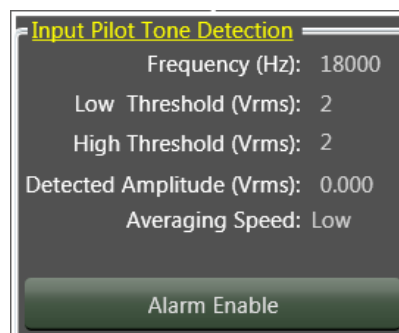 Input Pilot Tone Detection
Frequency (Hz): 18000
Low Threshold (Vrms): 2
High Threshold (Vrms): 2
Detected Amplitude (Vrms): 0.000
Averaging Speed: Low
Alarm Enable